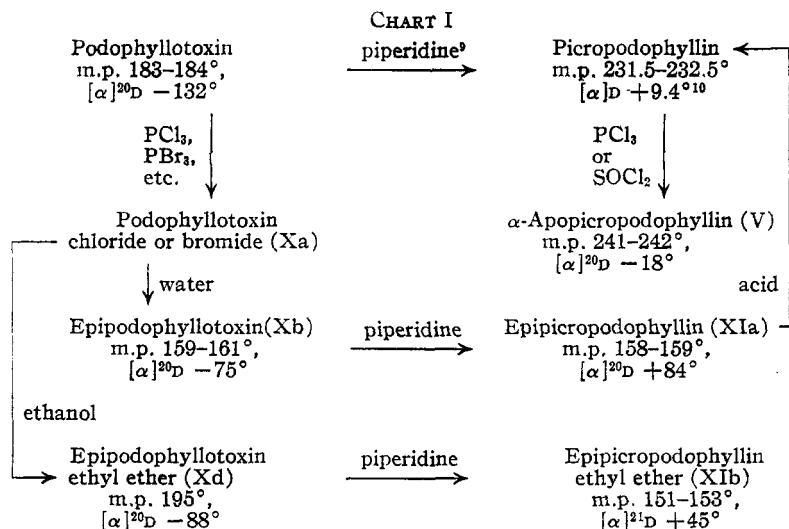 CHART I
Podophyllotoxin
m.p. 183–184°,
[α]²⁰D −132°
piperidine⁹
Picropodophyllin
m.p. 231.5–232.5°
[α]D +9.4°¹⁰
PCl₃,
PBr₃,
etc.
PCl₃
or
SOCl₂
Podophyllotoxin
chloride or bromide (Xa)
α-Apopicropodophyllin (V)
m.p. 241–242°,
[α]²⁰D −18°
water
acid
Epipodophyllotoxin(Xb)
m.p. 159–161°,
[α]²⁰D −75°
piperidine
Epipicropodophyllin (XIa)
m.p. 158–159°,
[α]²⁰D +84°
ethanol
Epipodophyllotoxin
ethyl ether (Xd)
m.p. 195°,
[α]²⁰D −88°
piperidine
Epipicropodophyllin
ethyl ether (XIb)
m.p. 151–153°,
[α]²¹D +45°